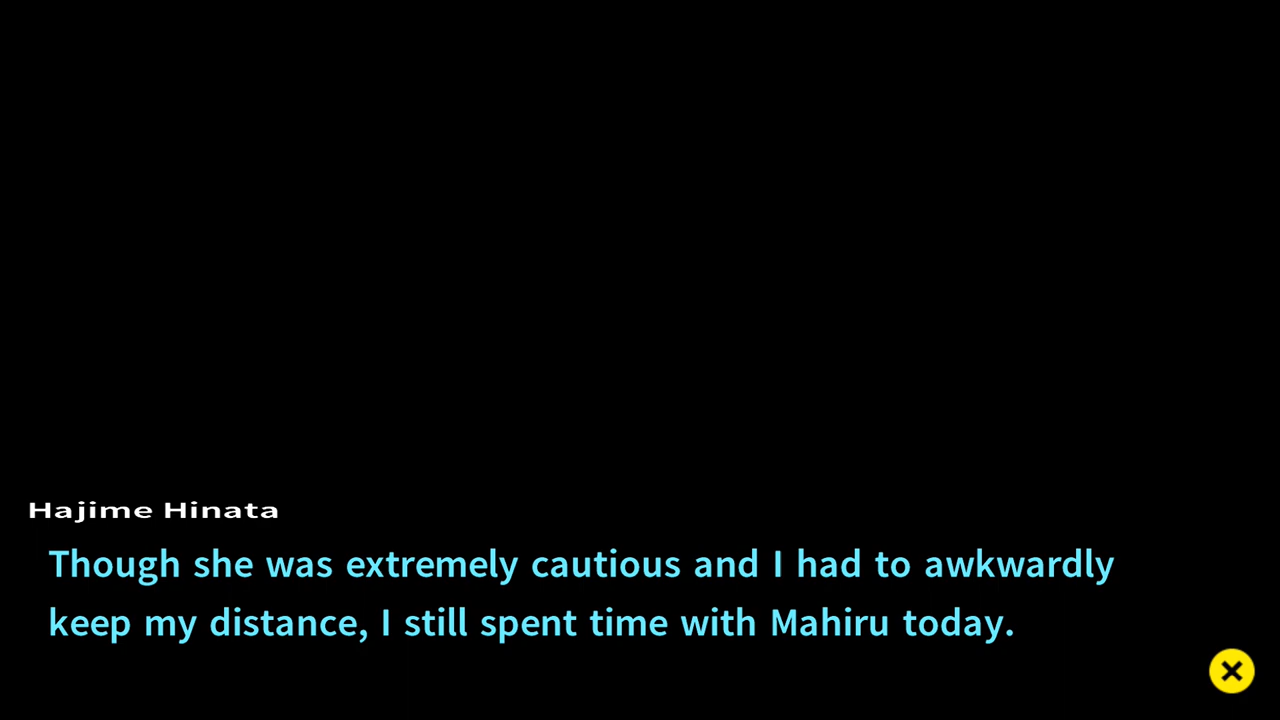 Hajime Hinata
Though she was extremely cautious and I had to awkwardly
keep my distance, I still spent time with Mahiru today.